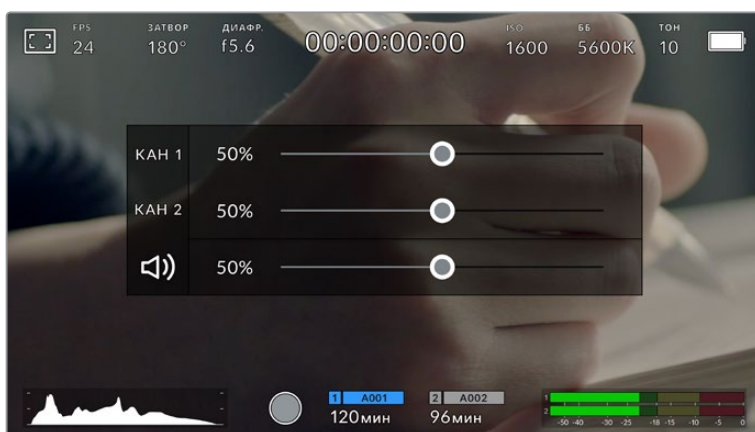 FPS ЗАТВОР ДИАФР. 00:00:00:00 ISO ББ ТОН
24 180° f5.6 1600 5600K 10
КАН 1 50%
КАН 2 50%
50%
1 A001 2 A002
120мин 96мин
1
2
-50 -40 -30 -25 -18 -15 -10 -5 0